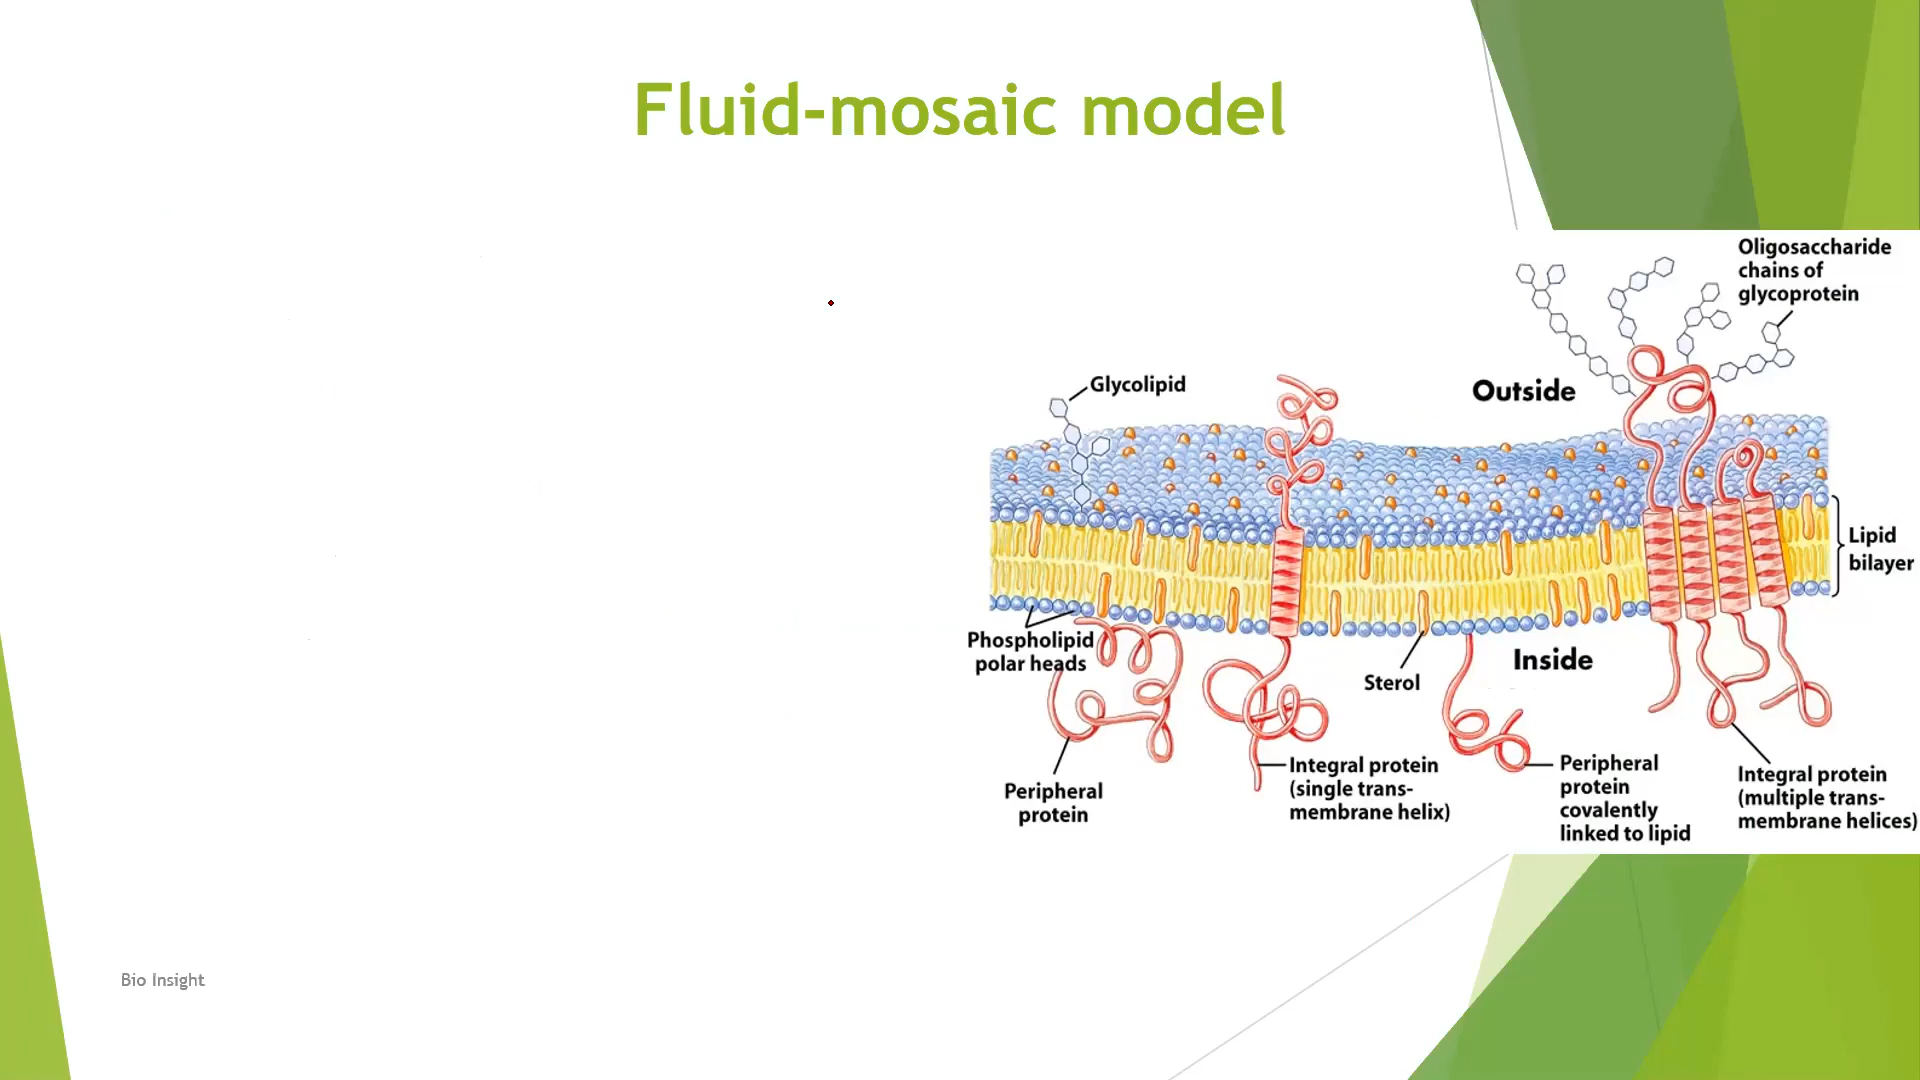 Fluid-mosaic model
Oligosaccharide
chains of
glycoprotein
Glycolipid
Outside
Lipid
bilayer
Phospholipid
polar heads
Inside
Sterol
Peripheral
protein
Integral protein
(single trans-
membrane helix)
Peripheral
protein
covalently
linked to lipid
Integral protein
(multiple trans-
membrane helices)
Bio Insight